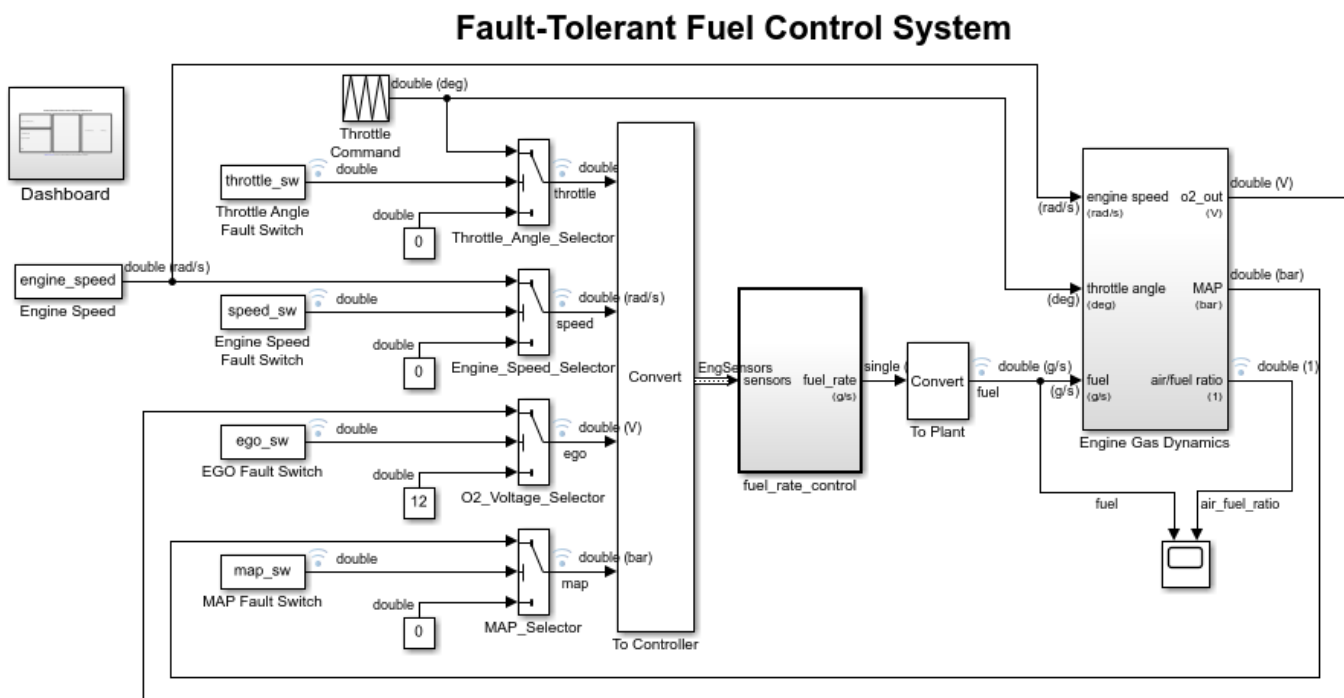 Fault-Tolerant Fuel Control System
double (deg)
Throttle
Command
Dashboard
throttle_sw
double
Throttle Angle
Fault Switch
double
0
double
throttle
Throttle_Angle_Selector
engine_speed
double (rad/s)
Engine Speed
speed_sw
double
Engine Speed
Fault Switch
double
0
double (rad/s)
speed
Engine_Speed_Selector
ego_sw
double
EGO Fault Switch
double
12
double (V)
ego
O2_Voltage_Selector
map_sw
double
MAP Fault Switch
double
0
double (bar)
map
MAP_Selector
Convert
To Controller
EngSensors
sensors
fuel_rate
(g/s)
fuel_rate_control
single (
Convert
To Plant
double (g/s)
fuel
(g/s)
(rad/s)
(deg)
engine speed
(rad/s)
o2_out
(V)
throttle angle
(deg)
MAP
(bar)
fuel
(g/s)
air/fuel ratio
(1)
Engine Gas Dynamics
double (V)
double (bar)
double (1)
fuel
air_fuel_ratio